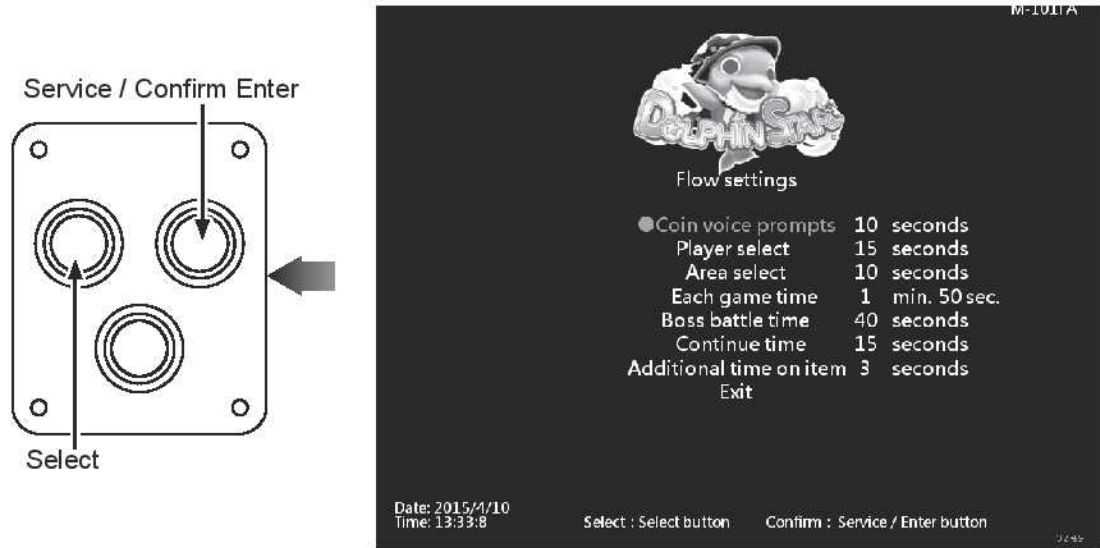 Service / Confirm Enter
Select
M-101FA
DOLPHIN STARS
Flow settings
Coin voice prompts 10 seconds
Player select 15 seconds
Area select 10 seconds
Each game time 1 min. 50 sec.
Boss battle time 40 seconds
Continue time 15 seconds
Additional time on item 3 seconds
Exit
Date: 2015/4/10
Time: 13:33:8
Select : Select button Confirm : Service / Enter button